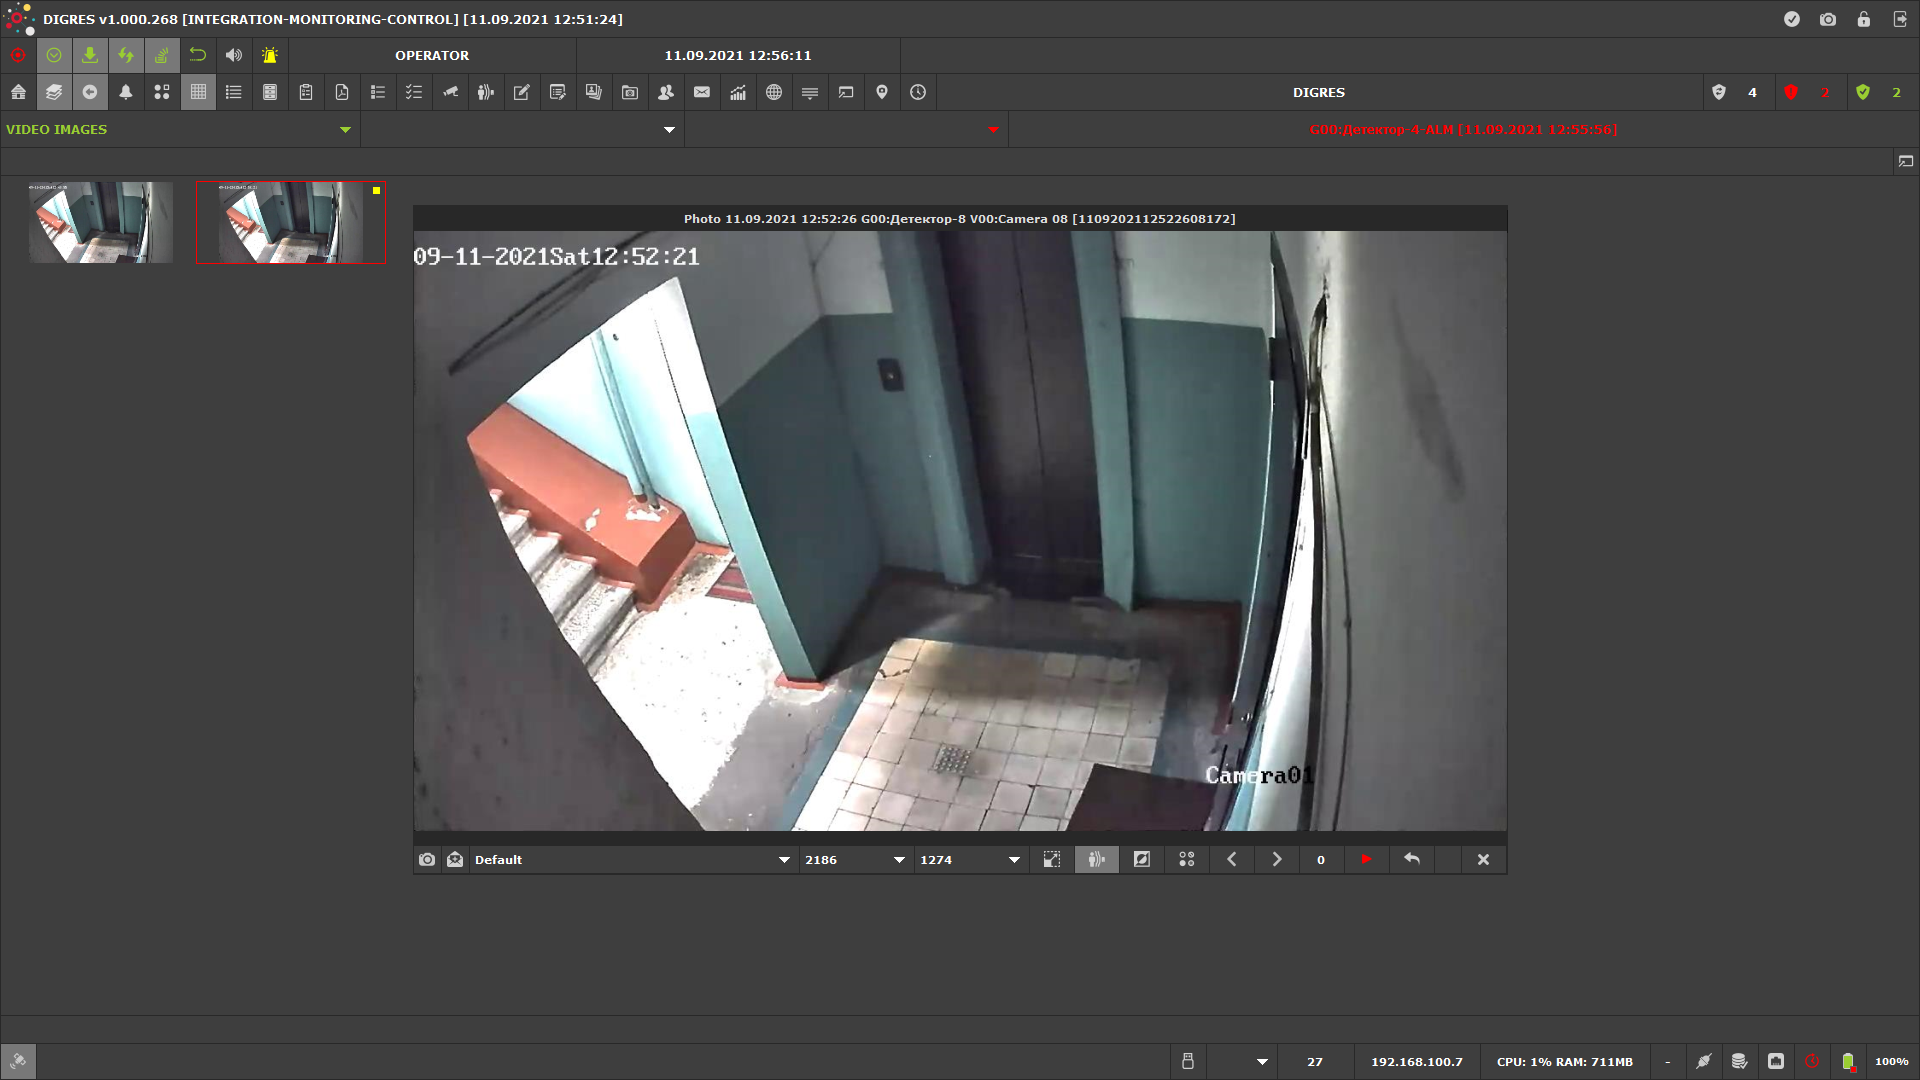 DIGRES v1.000.268 [INTEGRATION-MONITORING-CONTROL] [11.09.2021 12:51:24]
OPERATOR
11.09.2021 12:56:11
DIGRES
4
2
2
VIDEO IMAGES
G00:Детектор-4-ALM [11.09.2021 12:55:56]
Photo 11.09.2021 12:52:26 G00:Детектор-8 V00:Camera 08 [1109202112522608172]
09-11-2021Sat12:52:21
Camera01
Default
2186
1274
0
27
192.168.100.7
CPU: 1% RAM: 711MB
-
100%